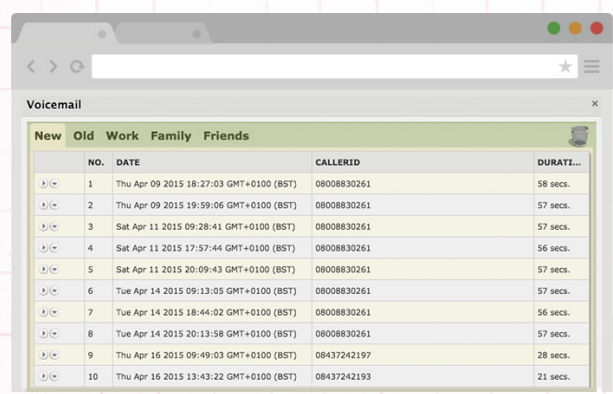 Voicemail ×
New Old Work Family Friends
NO. DATE CALLERID DURATI...
1 Thu Apr 09 2015 18:27:03 GMT+0100 (BST) 08008830261 58 secs.
2 Thu Apr 09 2015 19:59:06 GMT+0100 (BST) 08008830261 57 secs.
3 Sat Apr 11 2015 09:28:41 GMT+0100 (BST) 08008830261 57 secs.
4 Sat Apr 11 2015 17:57:44 GMT+0100 (BST) 08008830261 56 secs.
5 Sat Apr 11 2015 20:09:43 GMT+0100 (BST) 08008830261 57 secs.
6 Tue Apr 14 2015 09:13:05 GMT+0100 (BST) 08008830261 57 secs.
7 Tue Apr 14 2015 18:44:02 GMT+0100 (BST) 08008830261 56 secs.
8 Tue Apr 14 2015 20:13:58 GMT+0100 (BST) 08008830261 57 secs.
9 Thu Apr 16 2015 09:49:03 GMT+0100 (BST) 08437242197 28 secs.
10 Thu Apr 16 2015 13:43:22 GMT+0100 (BST) 08437242193 21 secs.